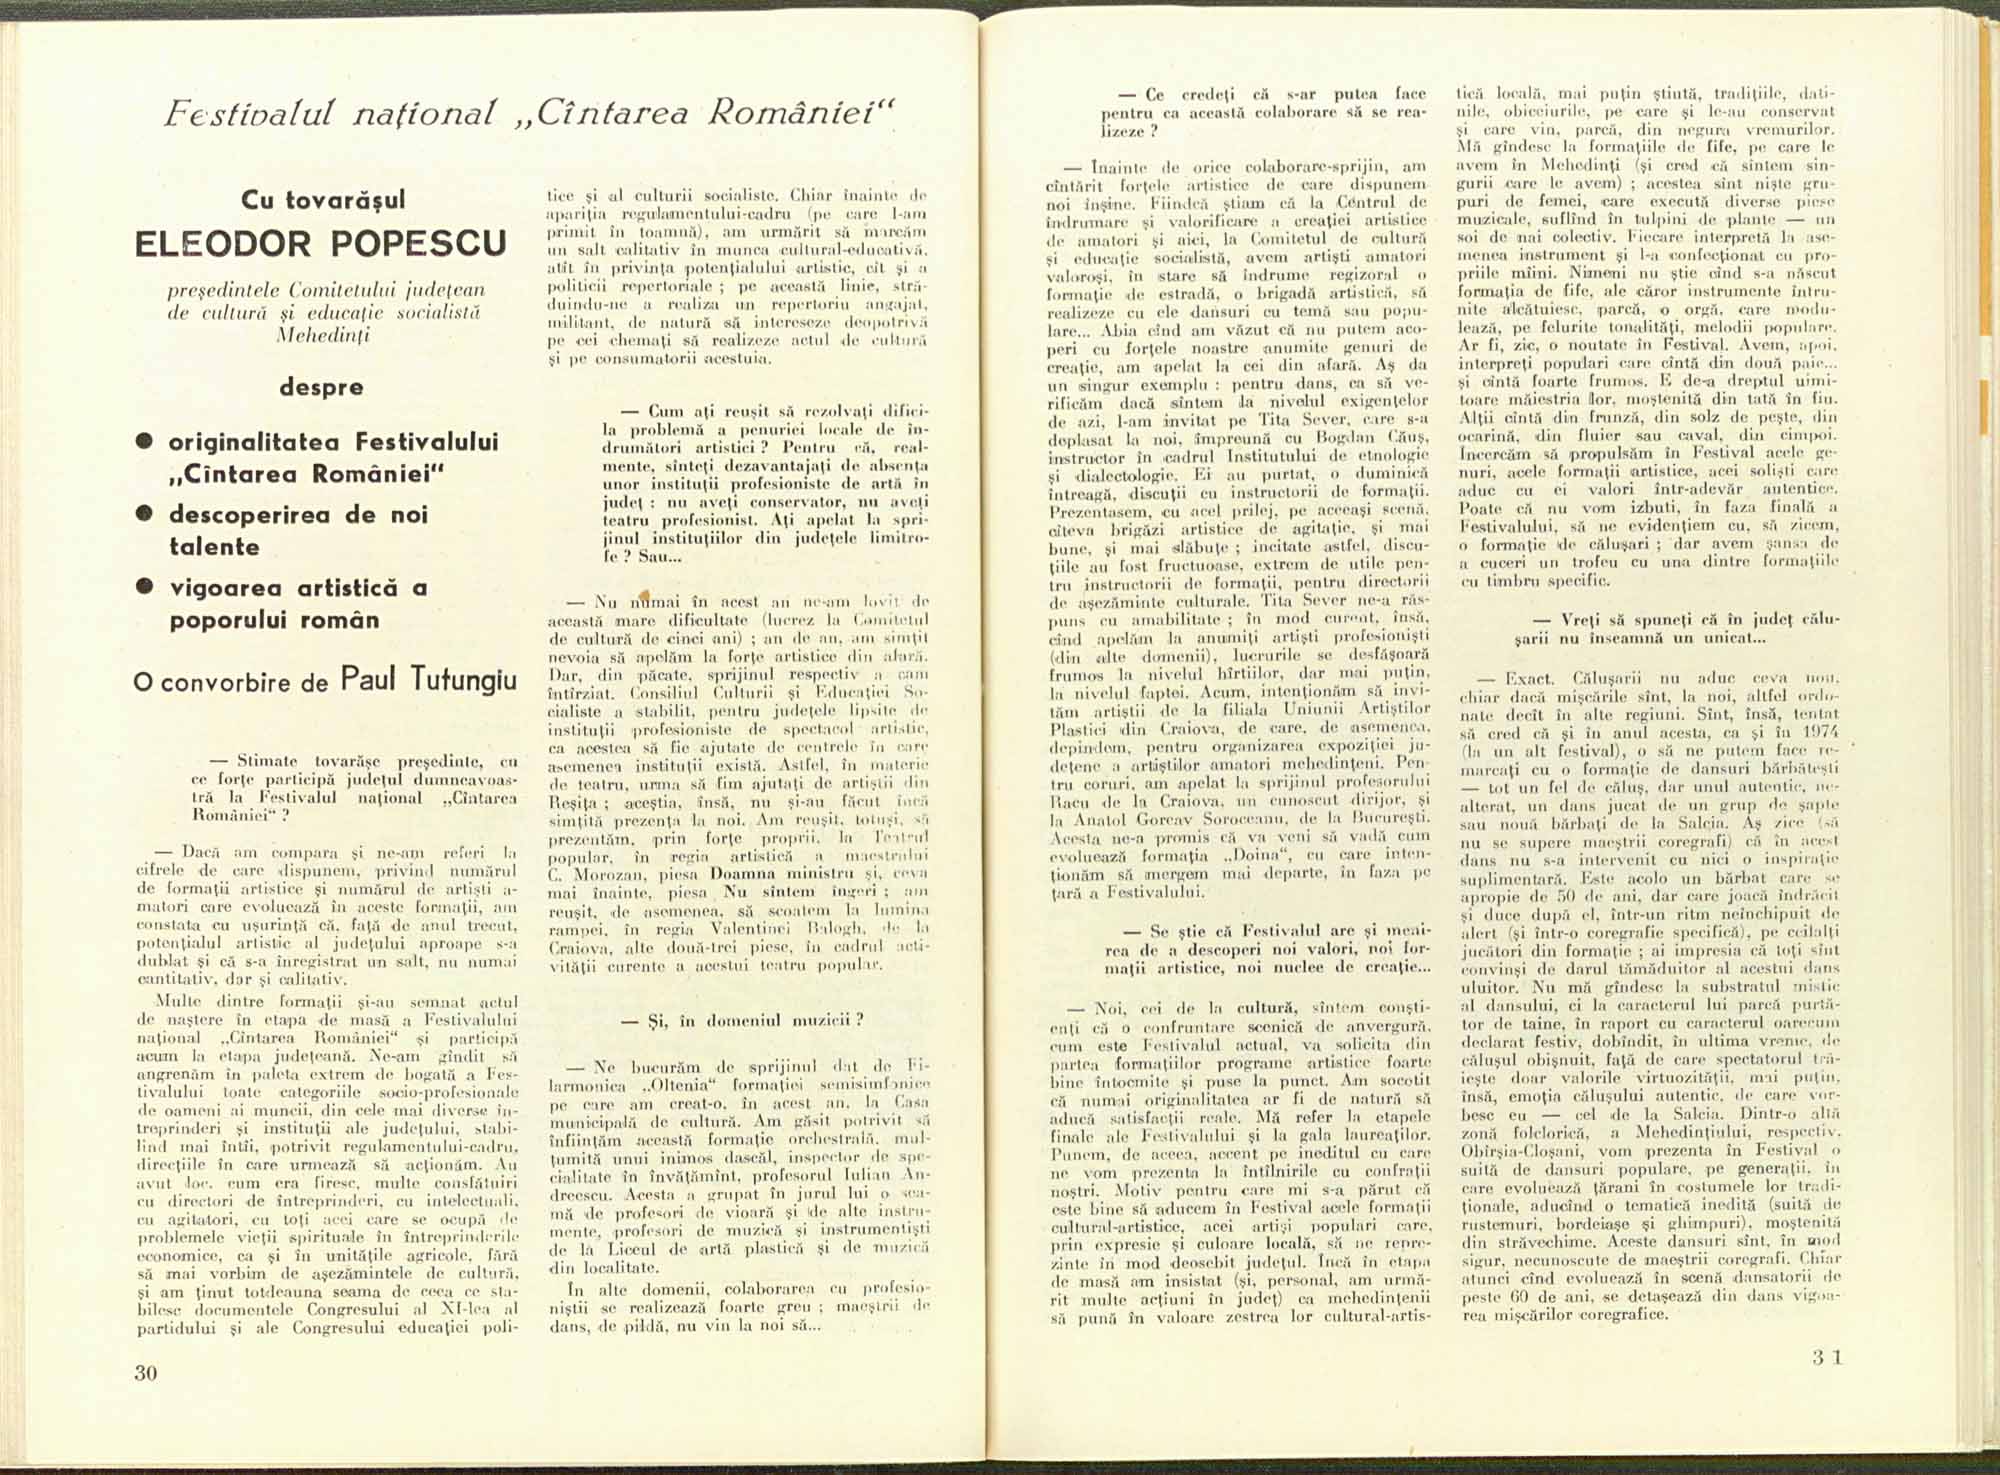 Festivalul național „Cîntarea României“
Cu tovarășul
ELEODOR POPESCU
președintele Comitetului județean
de cultură și educație socialistă
Mehedinți
despre
● originalitatea Festivalului
„Cîntarea României“
● descoperirea de noi
talente
● vigoarea artistică a
poporului român
O convorbire de Paul Tutungiu
— Stimate tovarășe președinte, cu
ce forțe participă județul dumneavoas-
tră la Festivalul național „Cîntarea
României“ ?
— Dacă am compara și ne-am referi la
cifrele de care dispunem, privind numărul
de formații artistice și numărul de artiști a-
matori care evoluează în aceste formații, am
constata cu ușurință că, față de anul trecut,
potențialul artistic al județului aproape s-a
dublat și că s-a înregistrat un salt, nu numai
cantitativ, dar și calitativ.
Multe dintre formații și-au semnat actul
de naștere în etapa de masă a Festivalului
național „Cîntarea României“ și participă
acum la etapa județeană. Ne-am gîndit să
angrenăm în paleta extrem de bogată a Fes-
tivalului toate categoriile socio-profesionale
de oameni ai muncii, din cele mai diverse în-
treprinderi și instituții ale județului, stabi-
lind mai întîi, potrivit regulamentului-cadru,
direcțiile în care urmează să acționăm. Au
avut loc, cum era firesc, multe consfătuiri
cu directori de întreprinderi, cu intelectuali,
cu agitatori, cu toți acei care se ocupă de
problemele vieții spirituale în întreprinderile
economice, ca și în unitățile agricole, fără
să mai vorbim de așezămintele de cultură,
și am ținut totdeauna seama de ceea ce sta-
bilesc documentele Congresului al XI-lea al
partidului și ale Congresului educației poli-
tice și al culturii socialiste. Chiar înainte de
apariția regulamentului-cadru (pe care l-am
primit în toamnă), am urmărit să marcăm
un salt calitativ în munca cultural-educativă,
atît în privința potențialului artistic, cît și a
politicii repertoriale ; pe această linie, stră-
duindu-ne a realiza un repertoriu angajat,
militant, de natură să intereseze deopotrivă
pe cei chemați să realizeze actul de cultură
și pe consumatorii acestuia.
— Cum ați reușit să rezolvați difici-
la problemă a penuriei locale de în-
drumători artistici ? Pentru că, real-
mente, sînteți dezavantajați de absența
unor instituții profesioniste de artă în
județ : nu aveți conservator, nu aveți
teatru profesionist. Ați apelat la spri-
jinul instituțiilor din județele limitro-
fe ? Sau...
— Nu numai în acest an ne-am lovit de
această mare dificultate (lucrez la Comitetul
de cultură de cinci ani) ; an de an, am simțit
nevoia să apelăm la forțe artistice din afară.
Dar, din păcate, sprijinul respectiv a cam
întîrziat. Consiliul Culturii și Educației So-
cialiste a stabilit, pentru județele lipsite de
instituții profesioniste de spectacol artistic,
ca acestea să fie ajutate de centrele în care
asemenea instituții există. Astfel, în materie
de teatru, urma să fim ajutați de artiștii din
Reșița ; aceștia, însă, nu și-au făcut încă
simțită prezența la noi. Am reușit, totuși, să
prezentăm, prin forțe proprii, la Teatrul
popular, în regia artistică a maestrului
C. Morozan, piesa Doamna ministru și, ceva
mai înainte, piesa Nu sîntem îngeri ; am
reușit, de asemenea, să scoatem la lumina
rampei, în regia Valentinei Balogh, de la
Craiova, alte două-trei piese, în cadrul acti-
vității curente a acestui teatru popular.
— Și, în domeniul muzicii ?
— Ne bucurăm de sprijinul dat de Fi-
larmonica „Oltenia“ formației semisimfonice
pe care am creat-o, în acest an, la Casa
municipală de cultură. Am găsit potrivit să
înființăm această formație orchestrală, mul-
țumită unui inimos dascăl, inspector de spe-
cialitate în învățămînt, profesorul Iulian An-
dreescu. Acesta a grupat în jurul lui o sea-
mă de profesori de vioară și de alte instru-
mente, profesori de muzică și instrumentiști
de la Liceul de artă plastică și de muzică
din localitate.
În alte domenii, colaborarea cu profesio-
niștii se realizează foarte greu ; maeștrii de
dans, de pildă, nu vin la noi să...
30
— Ce credeți că s-ar putea face
pentru ca această colaborare să se rea-
lizeze ?
— Înainte de orice colaborare-sprijin, am
cîntărit forțele artistice de care dispunem
noi înșine. Fiindcă știam că la Centrul de
îndrumare și valorificare a creației artistice
de amatori și aici, la Comitetul de cultură
și educație socialistă, avem artiști amatori
valoroși, în stare să îndrume regizoral o
formație de estradă, o brigadă artistică, să
realizeze cu ele dansuri cu temă sau popu-
lare... Abia cînd am văzut că nu putem aco-
peri cu forțele noastre anumite genuri de
creație, am apelat la cei din afară. Aș da
un singur exemplu : pentru dans, ca să ve-
rificăm dacă sîntem la nivelul exigențelor
de azi, l-am invitat pe Tita Sever, care s-a
deplasat la noi, împreună cu Bogdan Căuș,
instructor în cadrul Institutului de etnologie
și dialectologie. Ei au purtat, o duminică
întreagă, discuții cu instructorii de formații.
Prezentasem, cu acel prilej, pe aceeași scenă,
cîteva brigăzi artistice de agitație, și mai
bune, și mai slăbuțe ; incitate astfel, discu-
țiile au fost fructuoase, extrem de utile pen-
tru instructorii de formații, pentru directorii
de așezăminte culturale. Tita Sever ne-a răs-
puns cu amabilitate ; în mod curent, însă,
cînd apelăm la anumiți artiști profesioniști
(din alte domenii), lucrurile se desfășoară
frumos la nivelul hîrtiilor, dar mai puțin,
la nivelul faptei. Acum, intenționăm să invi-
tăm artiștii de la filiala Uniunii Artiștilor
Plastici din Craiova, de care, de asemenea,
depindem, pentru organizarea expoziției ju-
dețene a artiștilor amatori mehedințeni. Pen-
tru coruri, am apelat la sprijinul profesorului
Racu de la Craiova, un cunoscut dirijor, și
la Anatol Gorcav Soroceanu, de la București.
Acesta ne-a promis că va veni să vadă cum
evoluează formația „Doina“, cu care inten-
ționăm să mergem mai departe, în faza pe
țară a Festivalului.
— Se știe că Festivalul are și meni-
rea de a descoperi noi valori, noi for-
mații artistice, noi nuclee de creație...
— Noi, cei de la cultură, sîntem conști-
enți că o confruntare scenică de anvergură,
cum este Festivalul actual, va solicita din
partea formațiilor programe artistice foarte
bine întocmite și puse la punct. Am socotit
că numai originalitatea ar fi de natură să
aducă satisfacții reale. Mă refer la etapele
finale ale Festivalului și la gala laureaților.
Punem, de aceea, accent pe ineditul cu care
ne vom prezenta la întîlnirile cu confrații
noștri. Motiv pentru care mi s-a părut că
este bine să aducem în Festival acele formații
cultural-artistice, acei artiși populari care,
prin expresie și culoare locală, să ne repre-
zinte în mod deosebit județul. Încă în etapa
de masă am insistat (și, personal, am urmă-
rit multe acțiuni în județ) ca mehedințenii
să pună în valoare zestrea lor cultural-artis-
tică locală, mai puțin știută, tradițiile, dati-
nile, obiceiurile, pe care și le-au conservat
și care vin, parcă, din negura vremurilor.
Mă gîndesc la formațiile de fife, pe care le
avem în Mehedinți (și cred că sîntem sin-
gurii care le avem) ; acestea sînt niște gru-
puri de femei, care execută diverse piese
muzicale, suflînd în tulpini de plante — un
soi de nai colectiv. Fiecare interpretă la ase-
menea instrument și l-a confecționat cu pro-
priile mîini. Nimeni nu știe cînd s-a născut
formația de fife, ale căror instrumente întru-
nite alcătuiesc, parcă, o orgă, care modu-
lează, pe felurite tonalități, melodii populare.
Ar fi, zic, o noutate în Festival. Avem, apoi,
interpreți populari care cîntă din două paie...
și cîntă foarte frumos. E de-a dreptul uimi-
toare măiestria lor, moștenită din tată în fiu.
Alții cîntă din frunză, din solz de pește, din
ocarină, din fluier sau caval, din cimpoi.
Încercăm să propulsăm în Festival acele ge-
nuri, acele formații artistice, acei soliști care
aduc cu ei valori într-adevăr autentice.
Poate că nu vom izbuti, în faza finală a
Festivalului, să ne evidențiem cu, să zicem,
o formație de călușari ; dar avem șansa de
a cuceri un trofeu cu una dintre formațiile
cu timbru specific.
— Vreți să spuneți că în județ călu-
șarii nu înseamnă un unicat...
— Exact. Călușarii nu aduc ceva nou,
chiar dacă mișcările sînt, la noi, altfel ordo-
nate decît în alte regiuni. Sînt, însă, tentat
să cred că și în anul acesta, ca și în 1974
(la un alt festival), o să ne putem face re-
marcați cu o formație de dansuri bărbătești
— tot un fel de căluș, dar unul autentic, ne-
alterat, un dans jucat de un grup de șapte
sau nouă bărbați de la Salcia. Aș zice (să
nu se supere maeștrii coregrafi) că în acest
dans nu s-a intervenit cu nici o inspirație
suplimentară. Este acolo un bărbat care se
apropie de 50 de ani, dar care joacă îndrăcit
și duce după el, într-un ritm neînchipuit de
alert (și într-o coregrafie specifică), pe ceilalți
jucători din formație ; ai impresia că toți sînt
convinși de darul tămăduitor al acestui dans
uluitor. Nu mă gîndesc la substratul mistic
al dansului, ci la caracterul lui parcă purtă-
tor de taine, în raport cu caracterul oarecum
declarat festiv, dobîndit, în ultima vreme, de
călușul obișnuit, față de care spectatorul tră-
iește doar valorile virtuozității, mai puțin,
însă, emoția călușului autentic, de care vor-
besc eu — cel de la Salcia. Dintr-o altă
zonă folclorică, a Mehedințiului, respectiv,
Obîrșia-Cloșani, vom prezenta în Festival o
suită de dansuri populare, pe generații, în
care evoluează țărani în costumele lor tradi-
ționale, aducînd o tematică inedită (suită de
rustemuri, bordeiașe și ghimpuri), moștenită
din străvechime. Aceste dansuri sînt, în mod
sigur, necunoscute de maeștrii coregrafi. Chiar
atunci cînd evoluează în scenă dansatorii de
peste 60 de ani, se detașează din dans vigoa-
rea mișcărilor coregrafice.
31